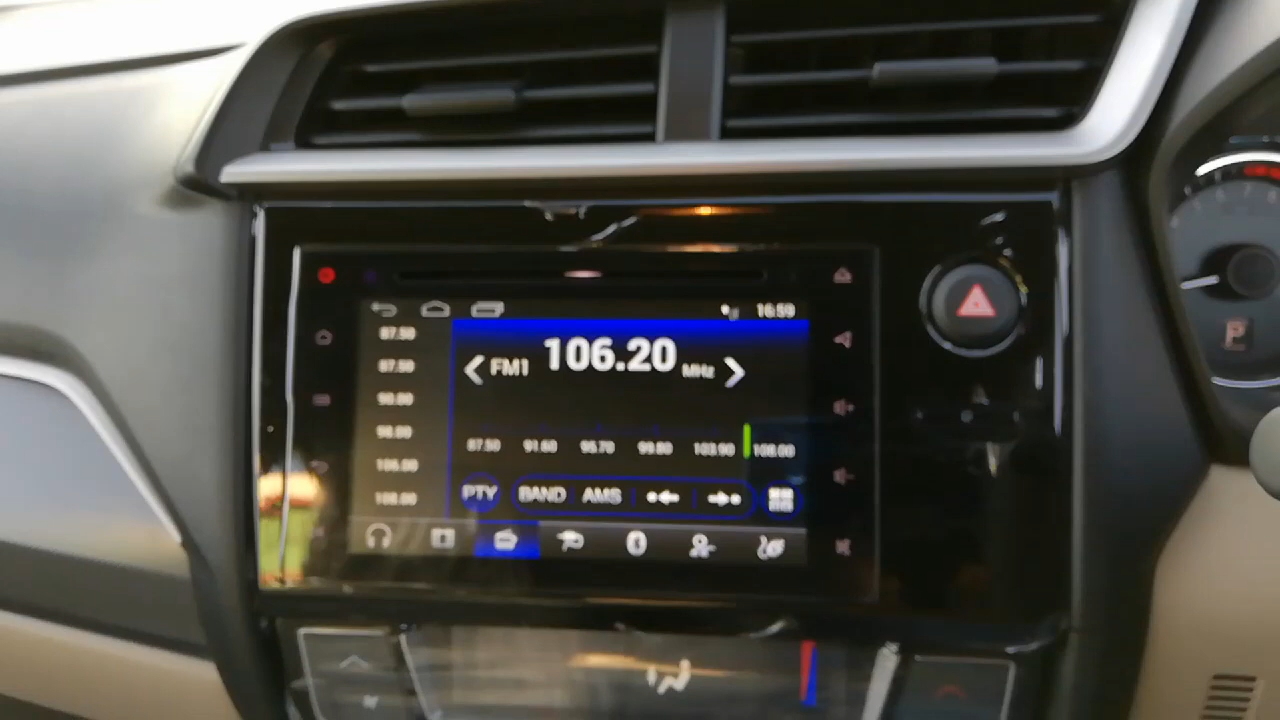 16:59
87.50
87.50
98.00
98.00
106.00
108.00
FM1 106.20 MHz
87.50 91.60 95.70 99.80 103.90 108.00
PTY BAND AMS
P